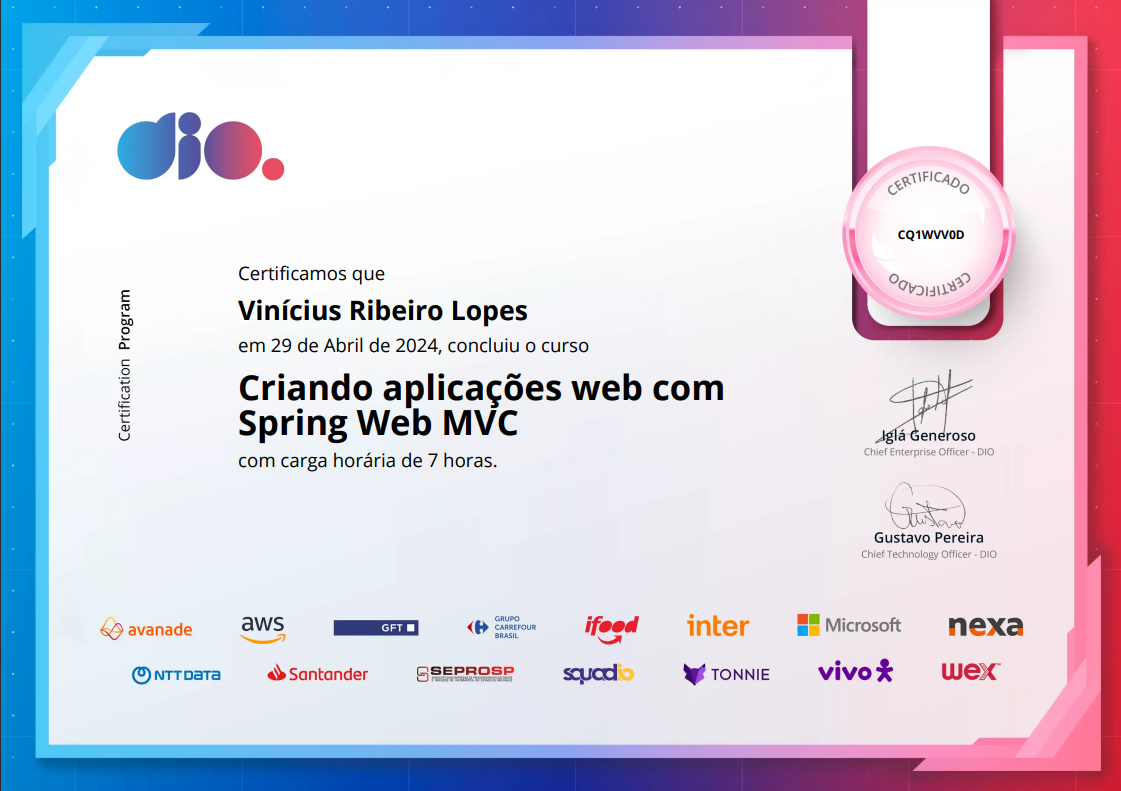 dio.
CERTIFICADO
CQ1WVV0D
CERTIFICADO
Certification Program
Certificamos que
Vinícius Ribeiro Lopes
em 29 de Abril de 2024, concluiu o curso
Criando aplicações web com
Spring Web MVC
com carga horária de 7 horas.
Iglá Generoso
Chief Enterprise Officer - DIO
Gustavo Pereira
Chief Technology Officer - DIO
avanade
aws
GFT
GRUPO
CARREFOUR
BRASIL
ifood
inter
Microsoft
nexa
NTT DATA
Santander
SEPROSP
squadio
TONNIE
vivo
wex